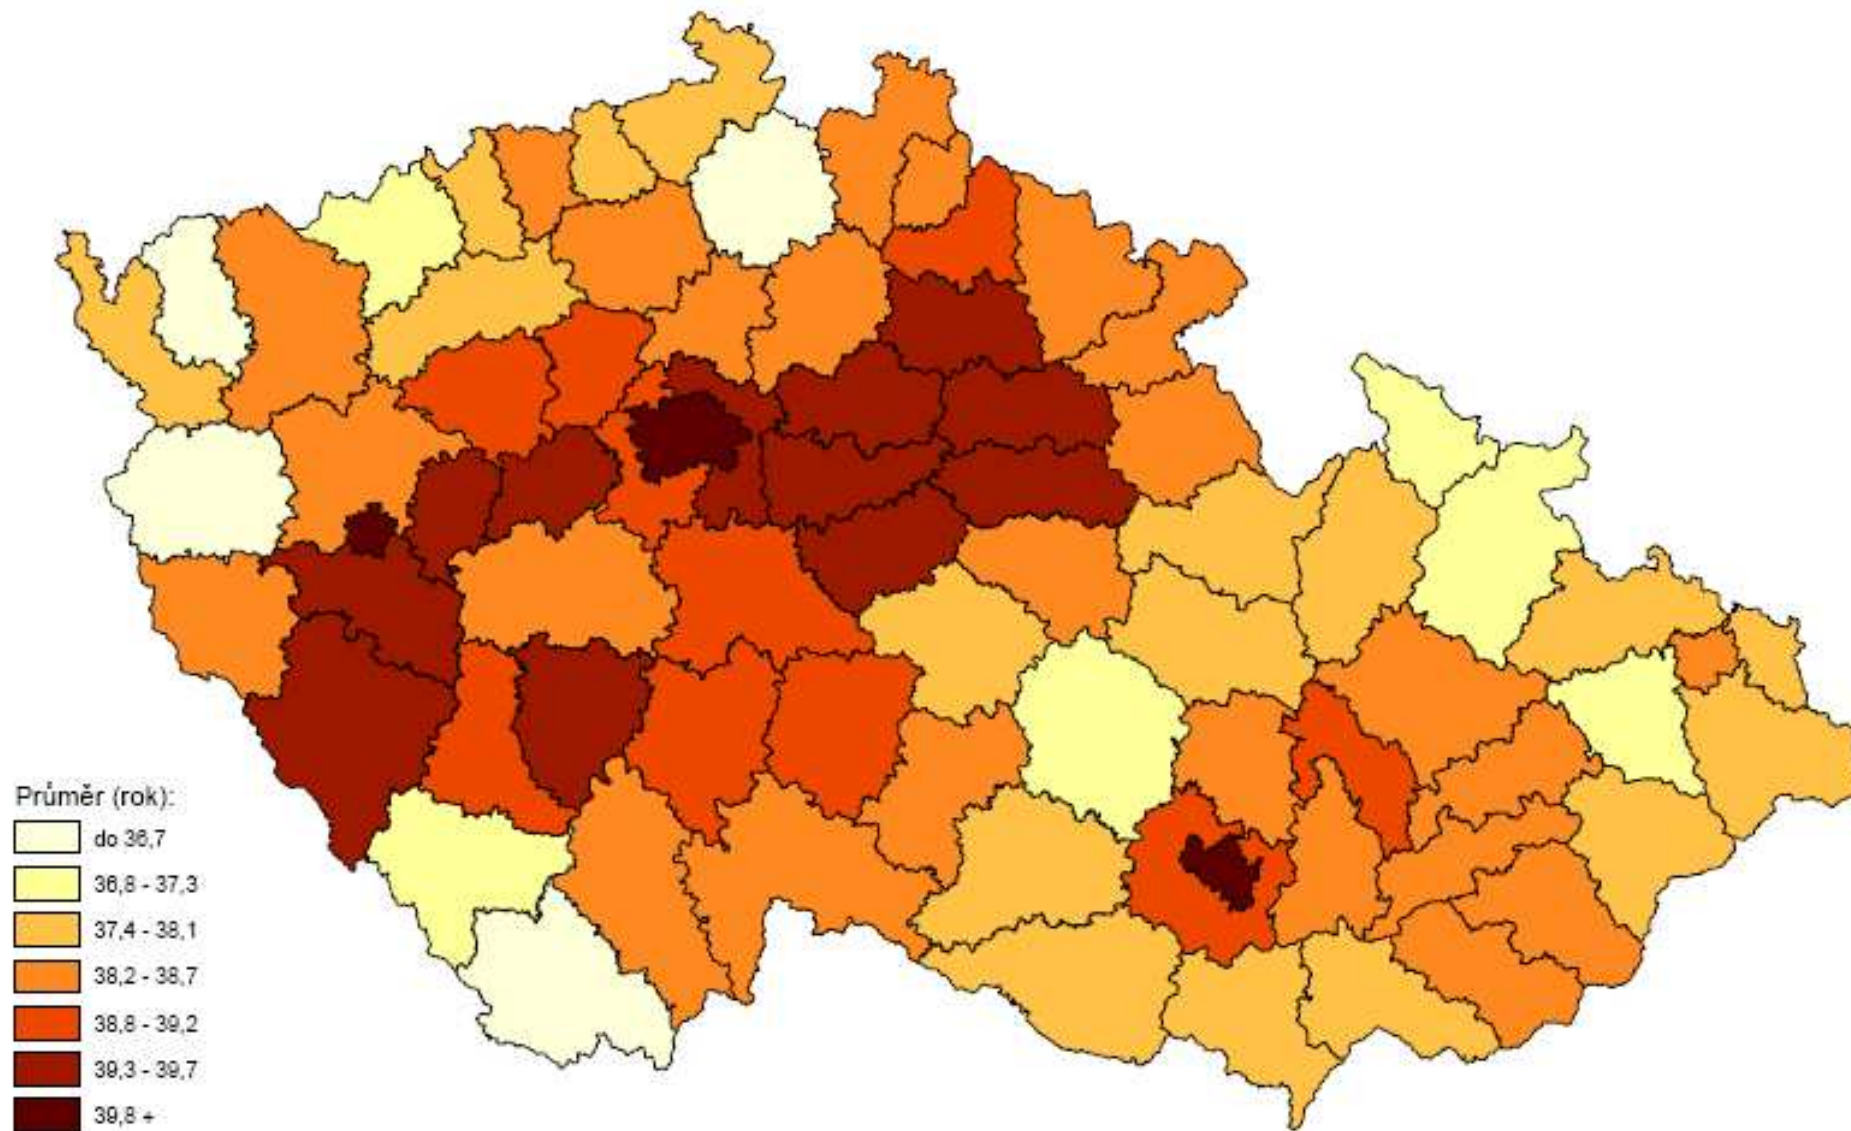 Průměr (rok):
do 36,7
36,8 - 37,3
37,4 - 38,1
38,2 - 38,7
38,8 - 39,2
39,3 - 39,7
39,8 +